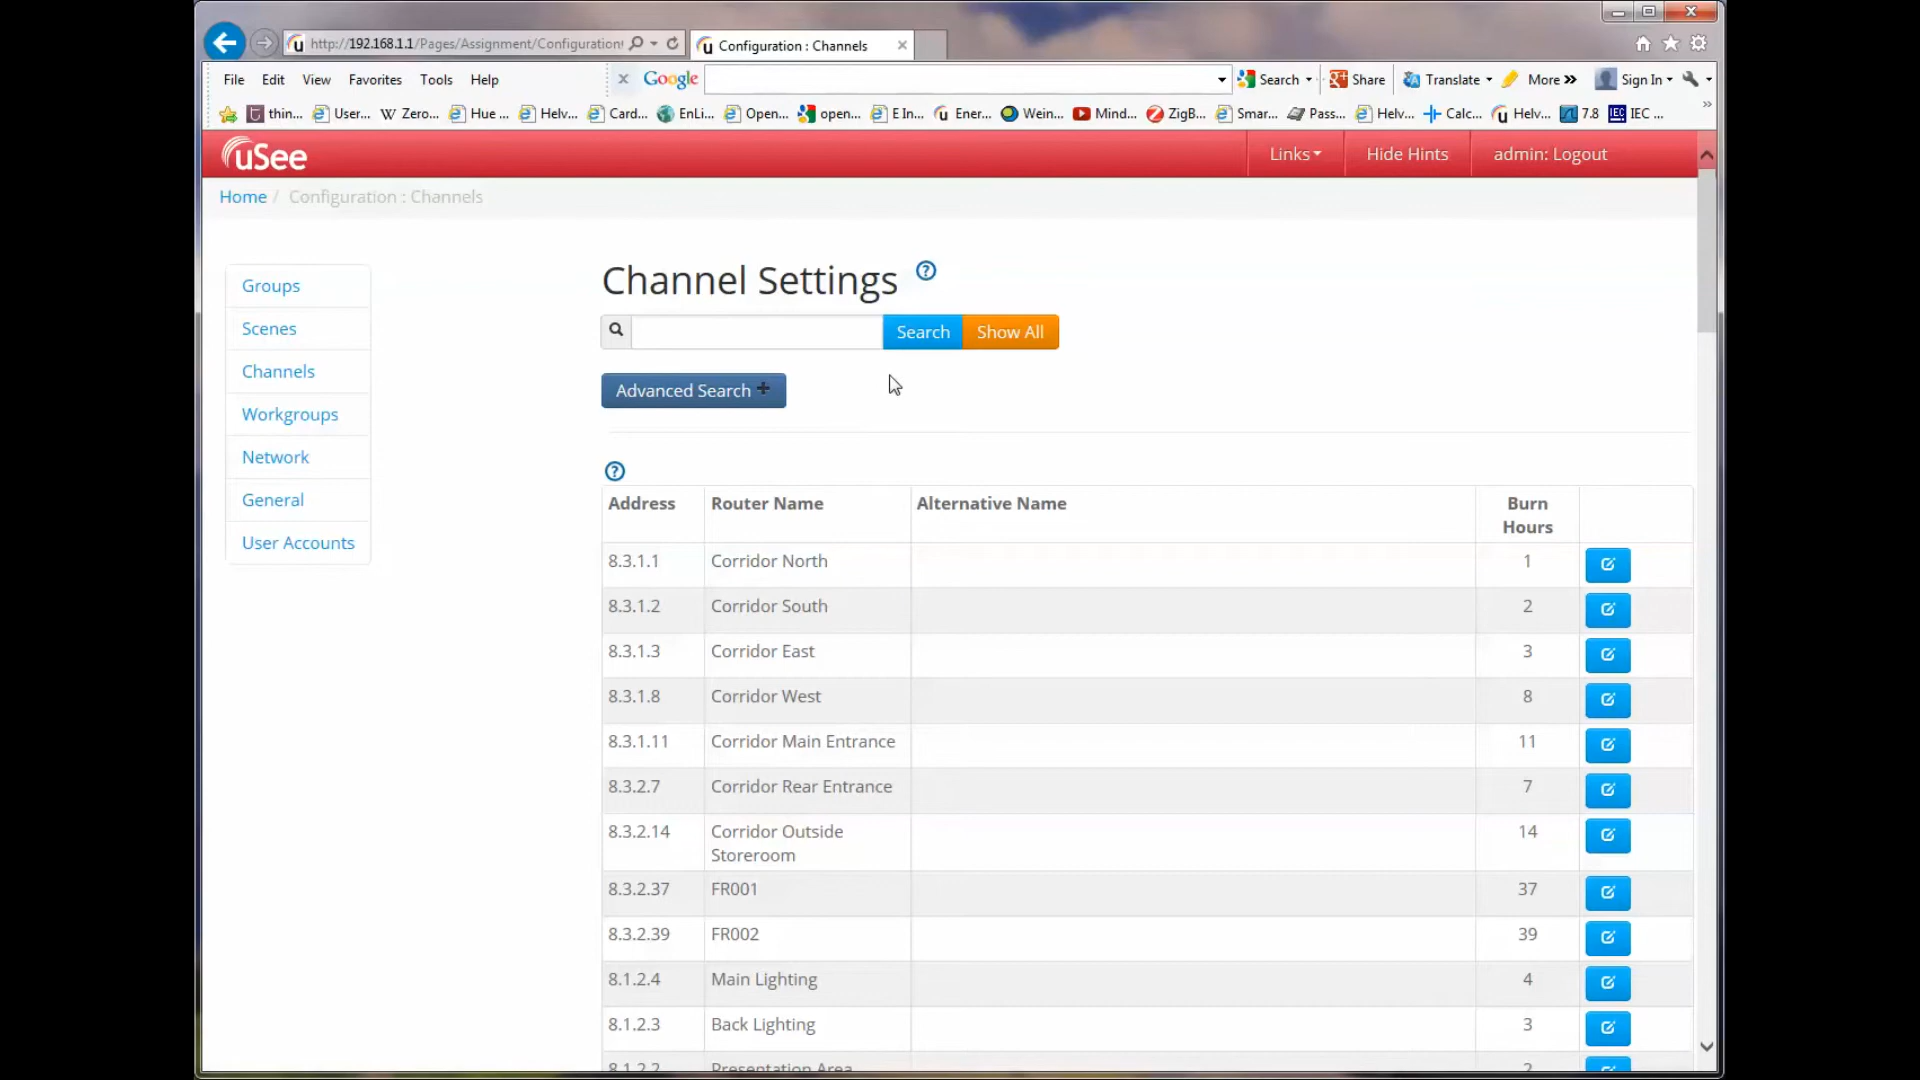 http://192.168.1.1/Pages/Assignment/Configuration
Configuration : Channels
File Edit View Favorites Tools Help
Google Search Share Translate More » Sign In
thin... User... Zero... Hue ... Helv... Card... EnLi... Open... open... E In... Ener... Wein... Mind... ZigB... Smar... Pass... Helv... Calc... Helv... 7.8 IEC IEC ...
uSee Links Hide Hints admin: Logout
Home / Configuration : Channels
Groups
Scenes
Channels
Workgroups
Network
General
User Accounts
Channel Settings
Search Show All
Advanced Search
Address Router Name Alternative Name Burn Hours
8.3.1.1 Corridor North 1
8.3.1.2 Corridor South 2
8.3.1.3 Corridor East 3
8.3.1.8 Corridor West 8
8.3.1.11 Corridor Main Entrance 11
8.3.2.7 Corridor Rear Entrance 7
8.3.2.14 Corridor Outside Storeroom 14
8.3.2.37 FR001 37
8.3.2.39 FR002 39
8.1.2.4 Main Lighting 4
8.1.2.3 Back Lighting 3
8.1.2.2 Presentation Area 2